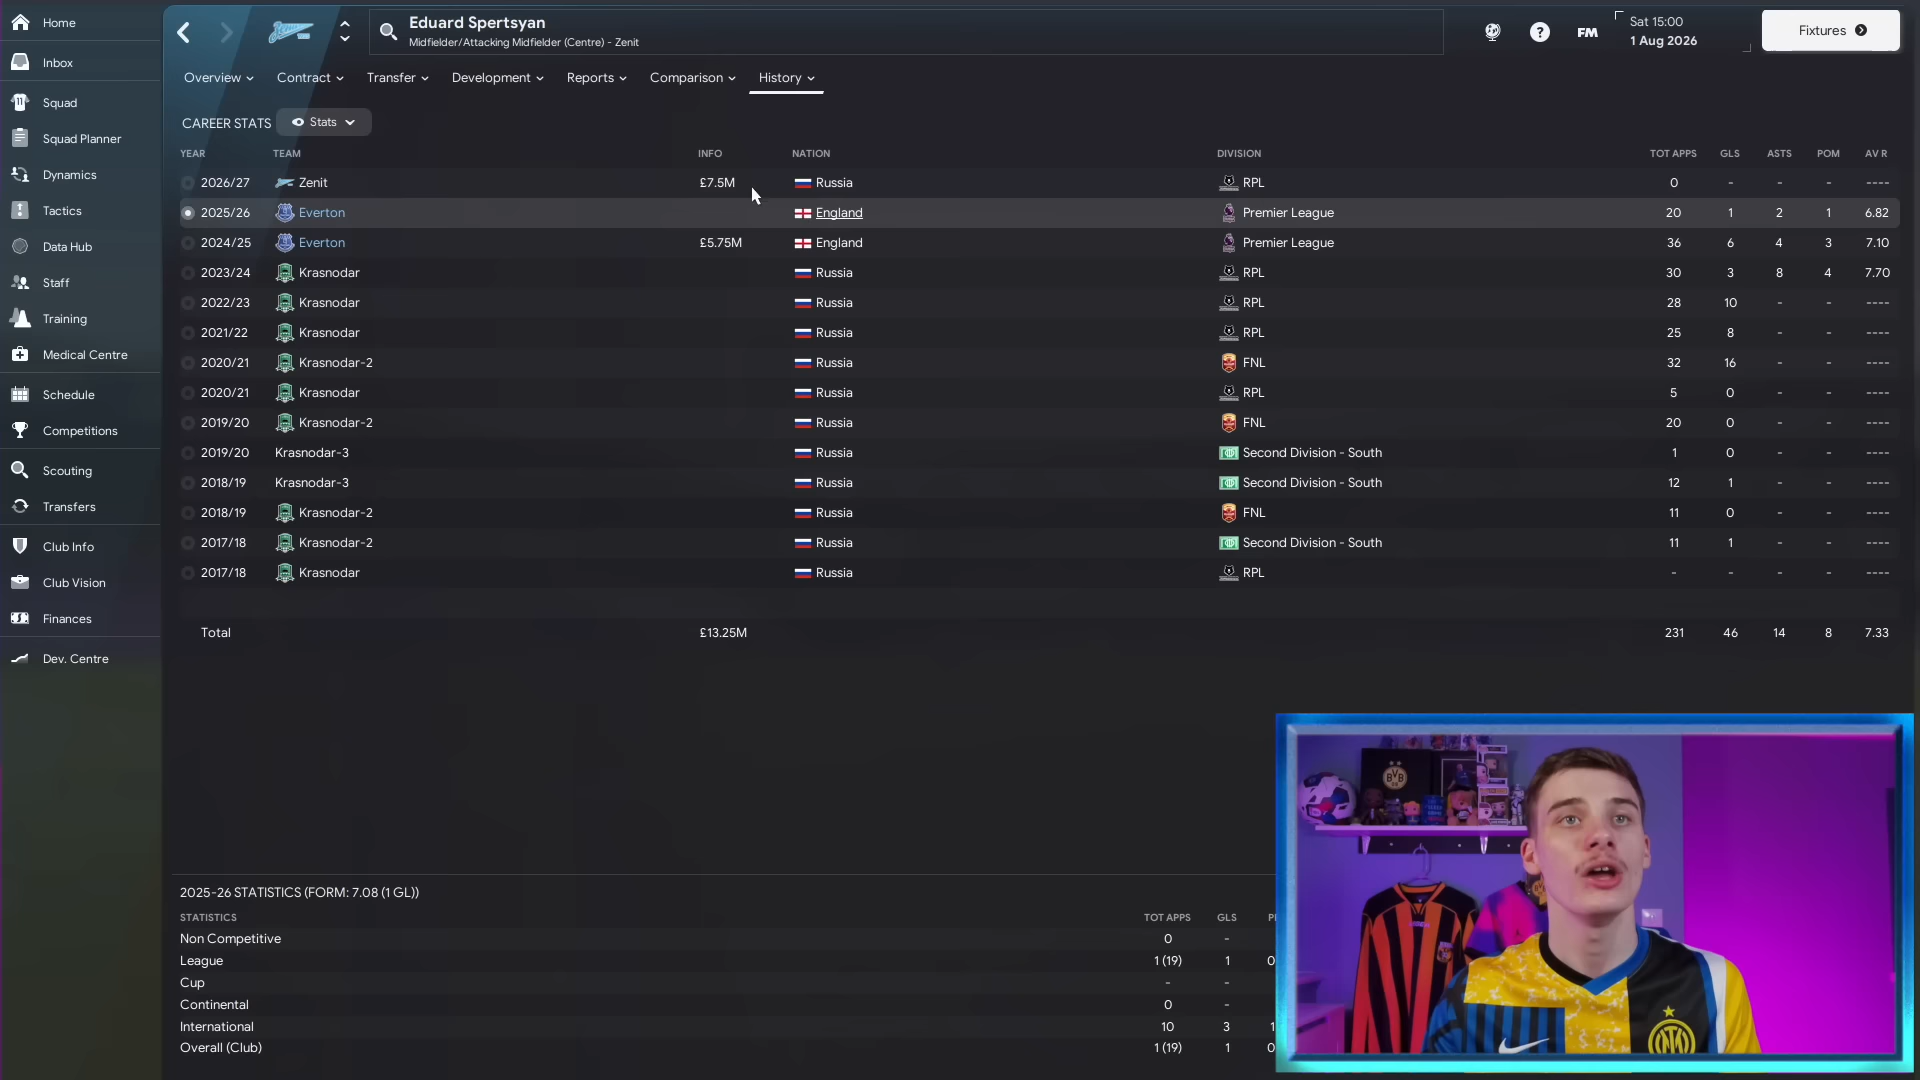 Home
Inbox
Squad
Squad Planner
Dynamics
Tactics
Data Hub
Staff
Training
Medical Centre
Schedule
Competitions
Scouting
Transfers
Club Info
Club Vision
Finances
Dev. Centre
Eduard Spertsyan
Midfielder/Attacking Midfielder (Centre) - Zenit
FM
Sat 15:00
1 Aug 2026
Fixtures
Overview Contract Transfer Development Reports Comparison History
CAREER STATS Stats
YEAR TEAM INFO NATION DIVISION TOT APPS GLS ASTS POM AV R
2026/27 Zenit £7.5M Russia RPL 0 - - - ----
2025/26 Everton England Premier League 20 1 2 1 6.82
2024/25 Everton £5.75M England Premier League 36 6 4 3 7.10
2023/24 Krasnodar Russia RPL 30 3 8 4 7.70
2022/23 Krasnodar Russia RPL 28 10 - - ----
2021/22 Krasnodar Russia RPL 25 8 - - ----
2020/21 Krasnodar-2 Russia FNL 32 16 - - ----
2020/21 Krasnodar Russia RPL 5 0 - - ----
2019/20 Krasnodar-2 Russia FNL 20 0 - - ----
2019/20 Krasnodar-3 Russia Second Division - South 1 0 - - ----
2018/19 Krasnodar-3 Russia Second Division - South 12 1 - - ----
2018/19 Krasnodar-2 Russia FNL 11 0 - - ----
2017/18 Krasnodar-2 Russia Second Division - South 11 1 - - ----
2017/18 Krasnodar Russia RPL - - - - ----
Total £13.25M 231 46 14 8 7.33
2025-26 STATISTICS (FORM: 7.08 (1 GL))
STATISTICS TOT APPS GLS
Non Competitive 0 -
League 1 (19) 1 0
Cup - -
Continental 0 -
International 10 3 1
Overall (Club) 1 (19) 1 0
BVB
09